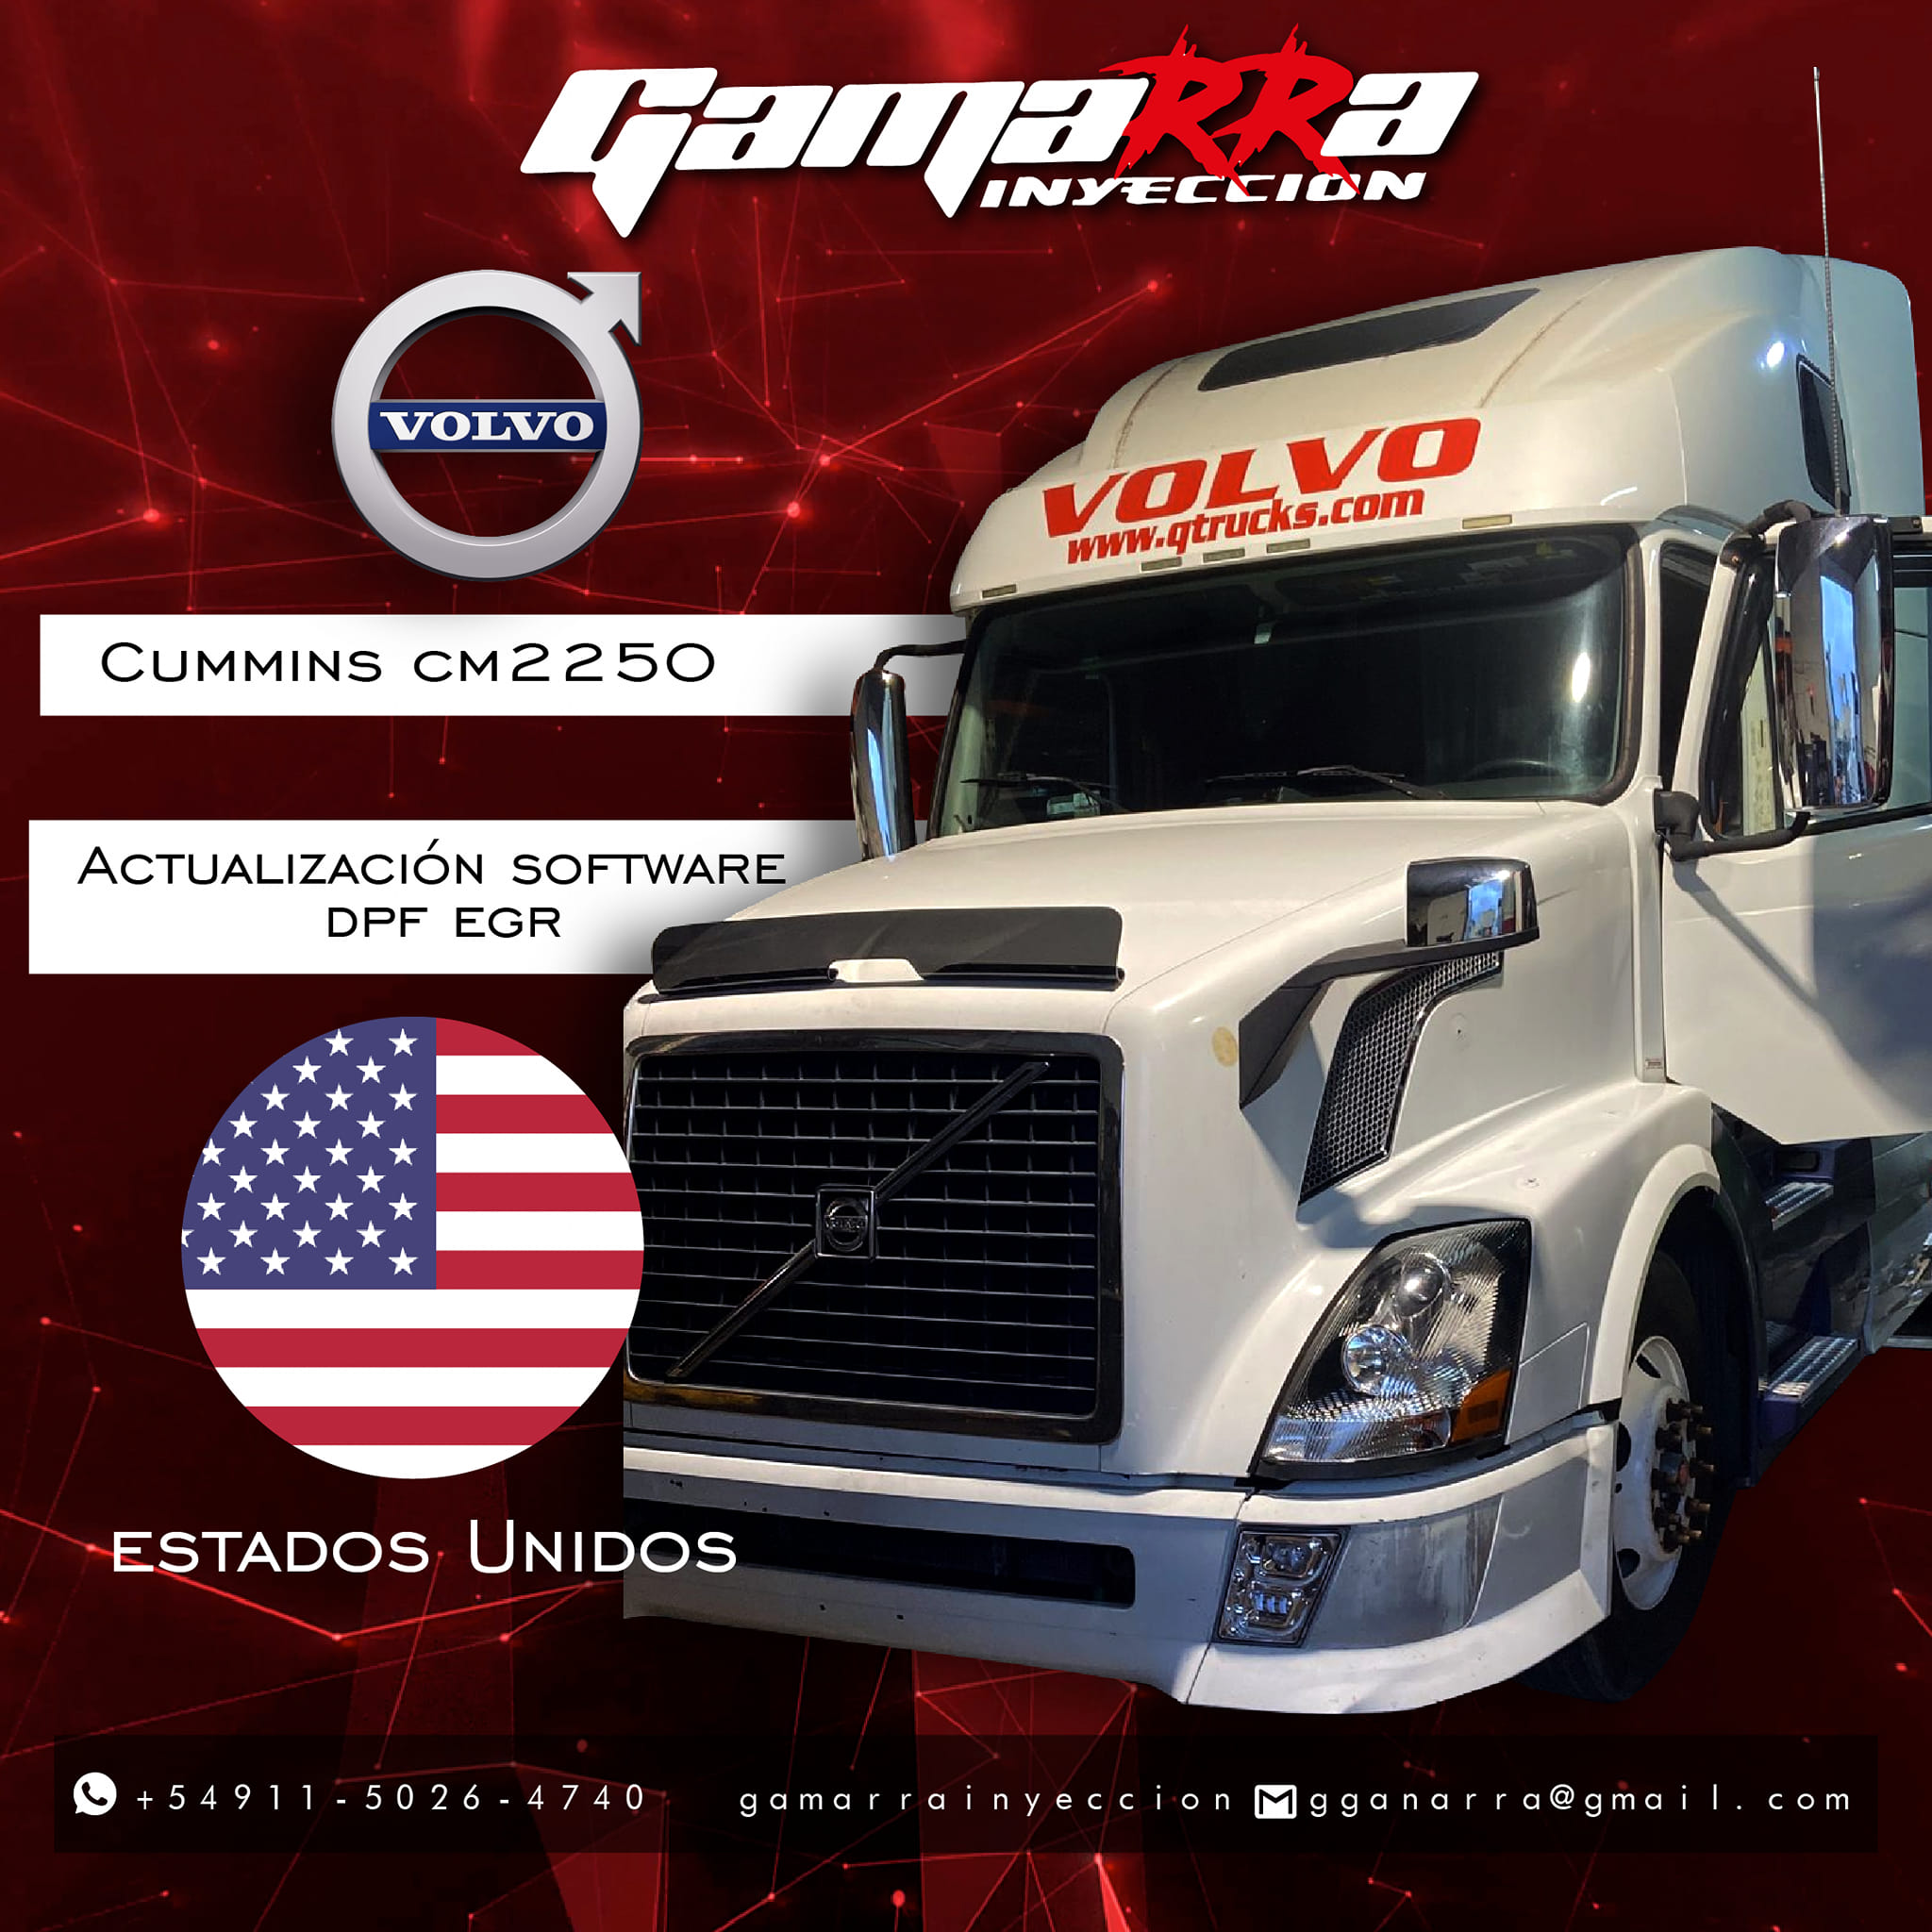 GamaRRa
INYECCION
VOLVO
VOLVO
www.qtrucks.com
Cummins cm2250
Actualización software
DPF EGR
estados Unidos
+54911-5026-4740 gamarrainyeccion gganarra@gmail.com